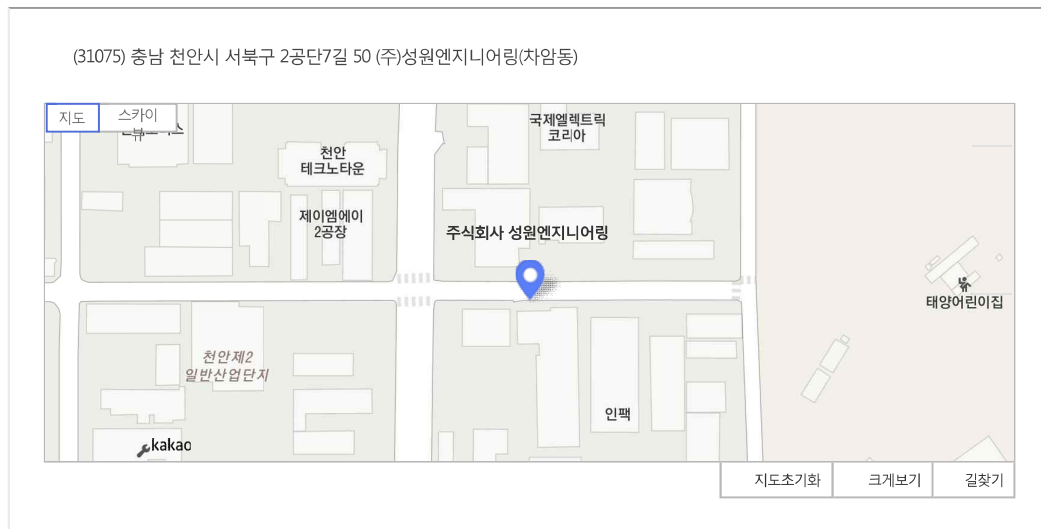 (31075) 충남 천안시 서북구 2공단7길 50 (주)성원엔지니어링(차암동)
지도
스카이
국제엘렉트릭
코리아
천안
테크노타운
제이엠에이
2공장
주식회사 성원엔지니어링
태양어린이집
천안제2
일반산업단지
인팩
kakao
지도초기화
크게보기
길찾기